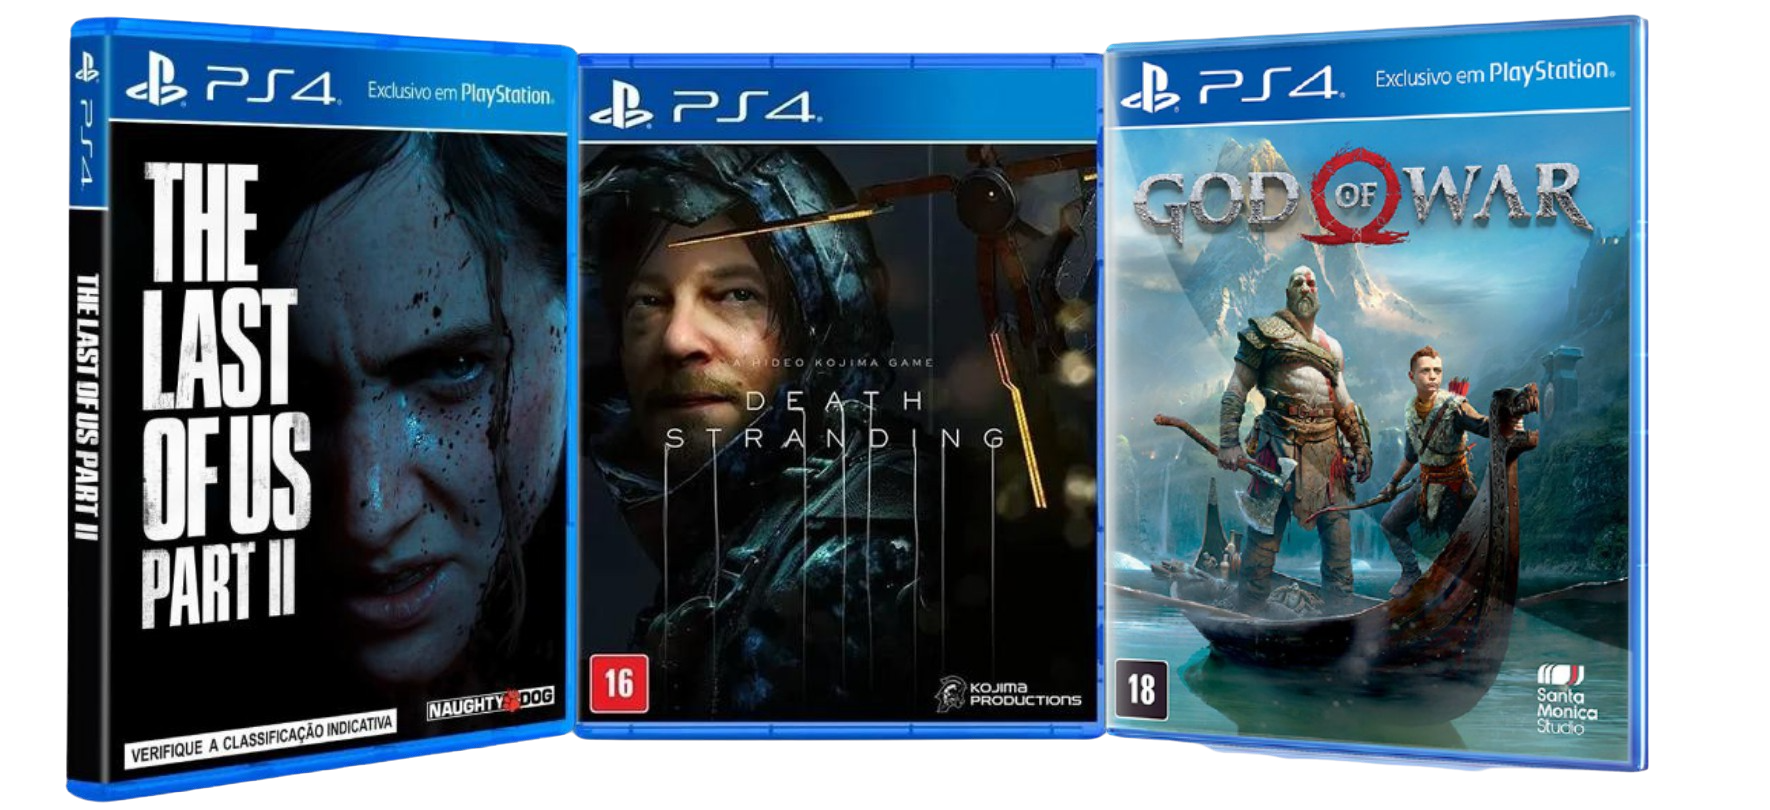 PS4
THE LAST OF US PART II
PS4. Exclusivo em PlayStation.
THE
LAST
OF US
PART II
NAUGHTY DOG
VERIFIQUE A CLASSIFICAÇÃO INDICATIVA
PS4.
A HIDEO KOJIMA GAME
DEATH
STRANDING
16
KOJIMA
PRODUCTIONS
PS4. Exclusivo em PlayStation.
GOD OF WAR
18
Santa
Monica
Studio